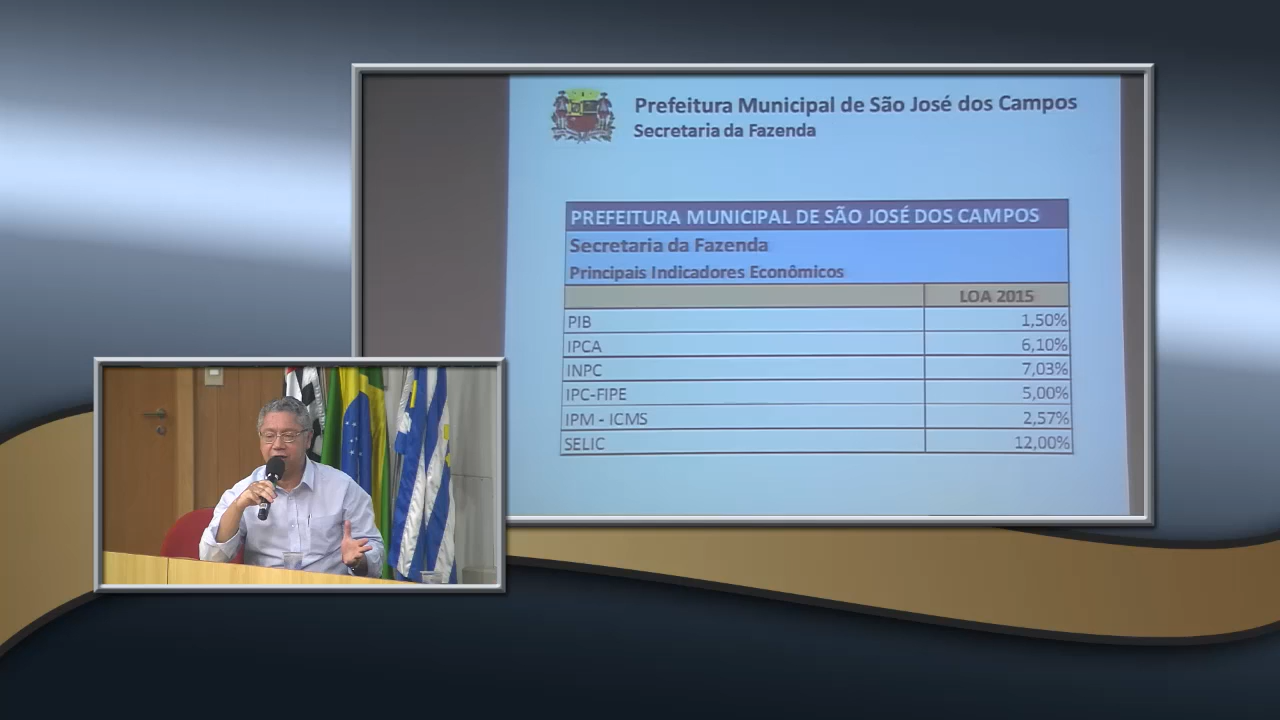 Prefeitura Municipal de São José dos Campos
Secretaria da Fazenda
PREFEITURA MUNICIPAL DE SÃO JOSÉ DOS CAMPOS
Secretaria da Fazenda
Principais Indicadores Econômicos
LOA 2015
PIB 1,50%
IPCA 6,10%
INPC 7,03%
IPC-FIPE 5,00%
IPM - ICMS 2,57%
SELIC 12,00%